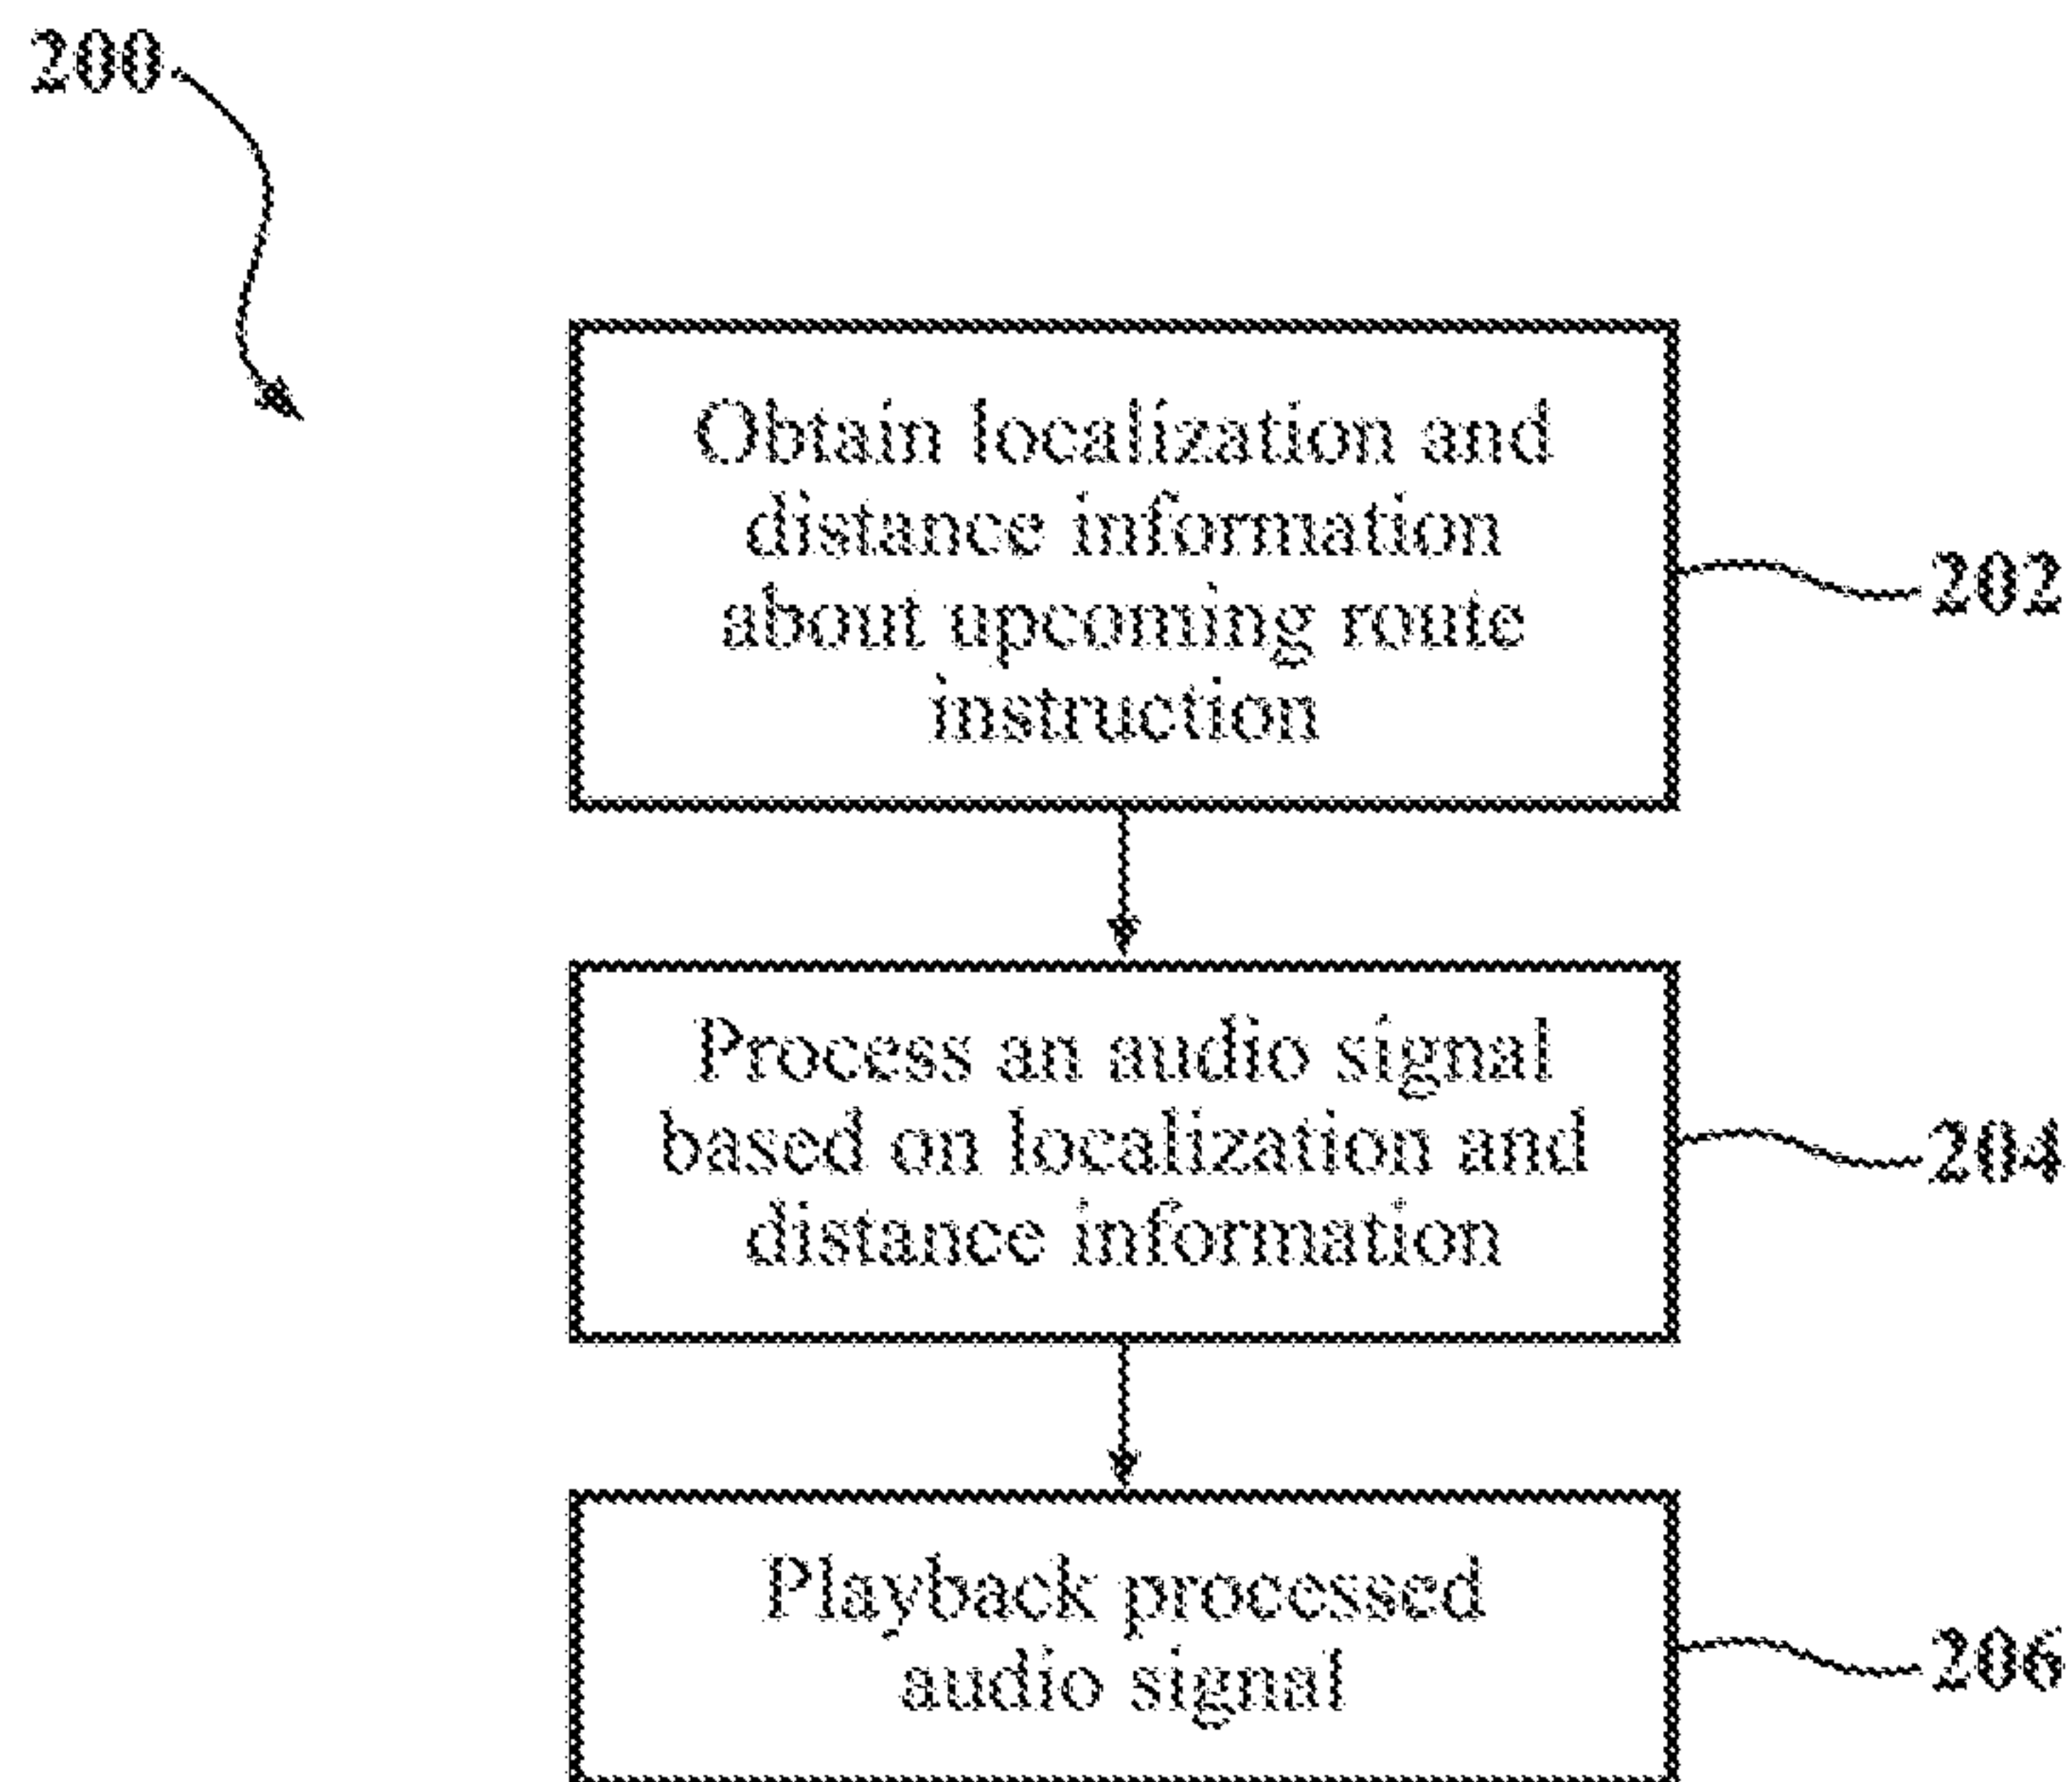 200
Obtain localization and
distance information
about upcoming route
instruction
202
Process an audio signal
based on localization and
distance information
204
Playback processed
audio signal
206